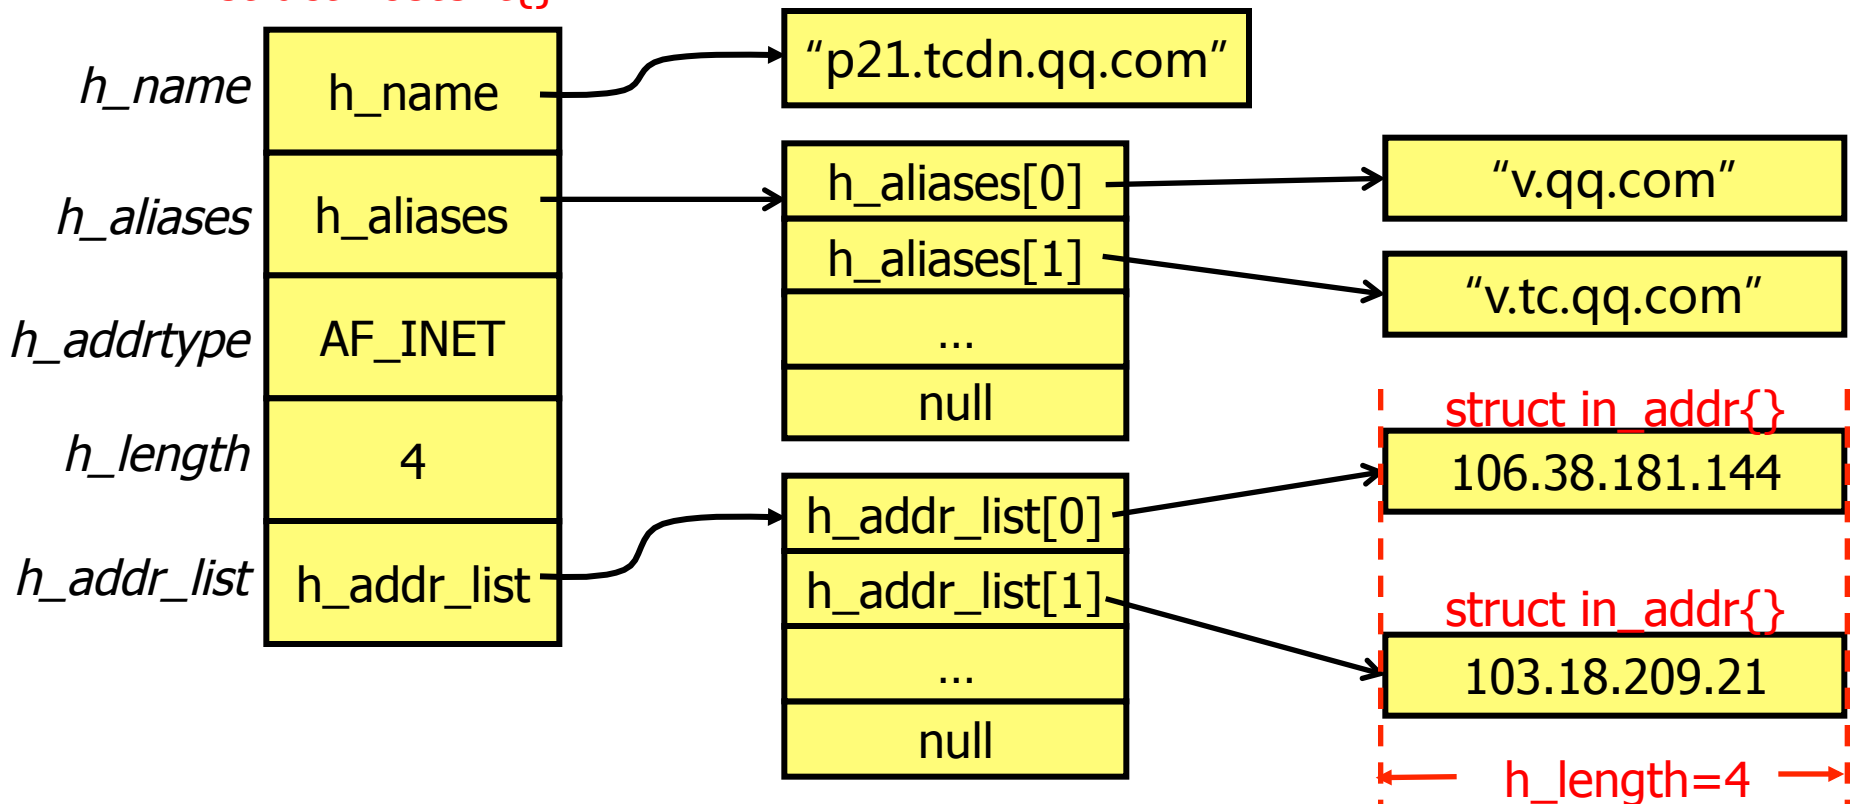 h_name
h_name
“p21.tcdn.qq.com”
h_aliases
h_aliases
h_aliases[0]
“v.qq.com”
h_aliases[1]
“v.tc.qq.com”
h_addrtype
AF_INET
...
null
h_length
4
struct in_addr{}
106.38.181.144
h_addr_list
h_addr_list
h_addr_list[0]
h_addr_list[1]
struct in_addr{}
103.18.209.21
...
null
h_length=4